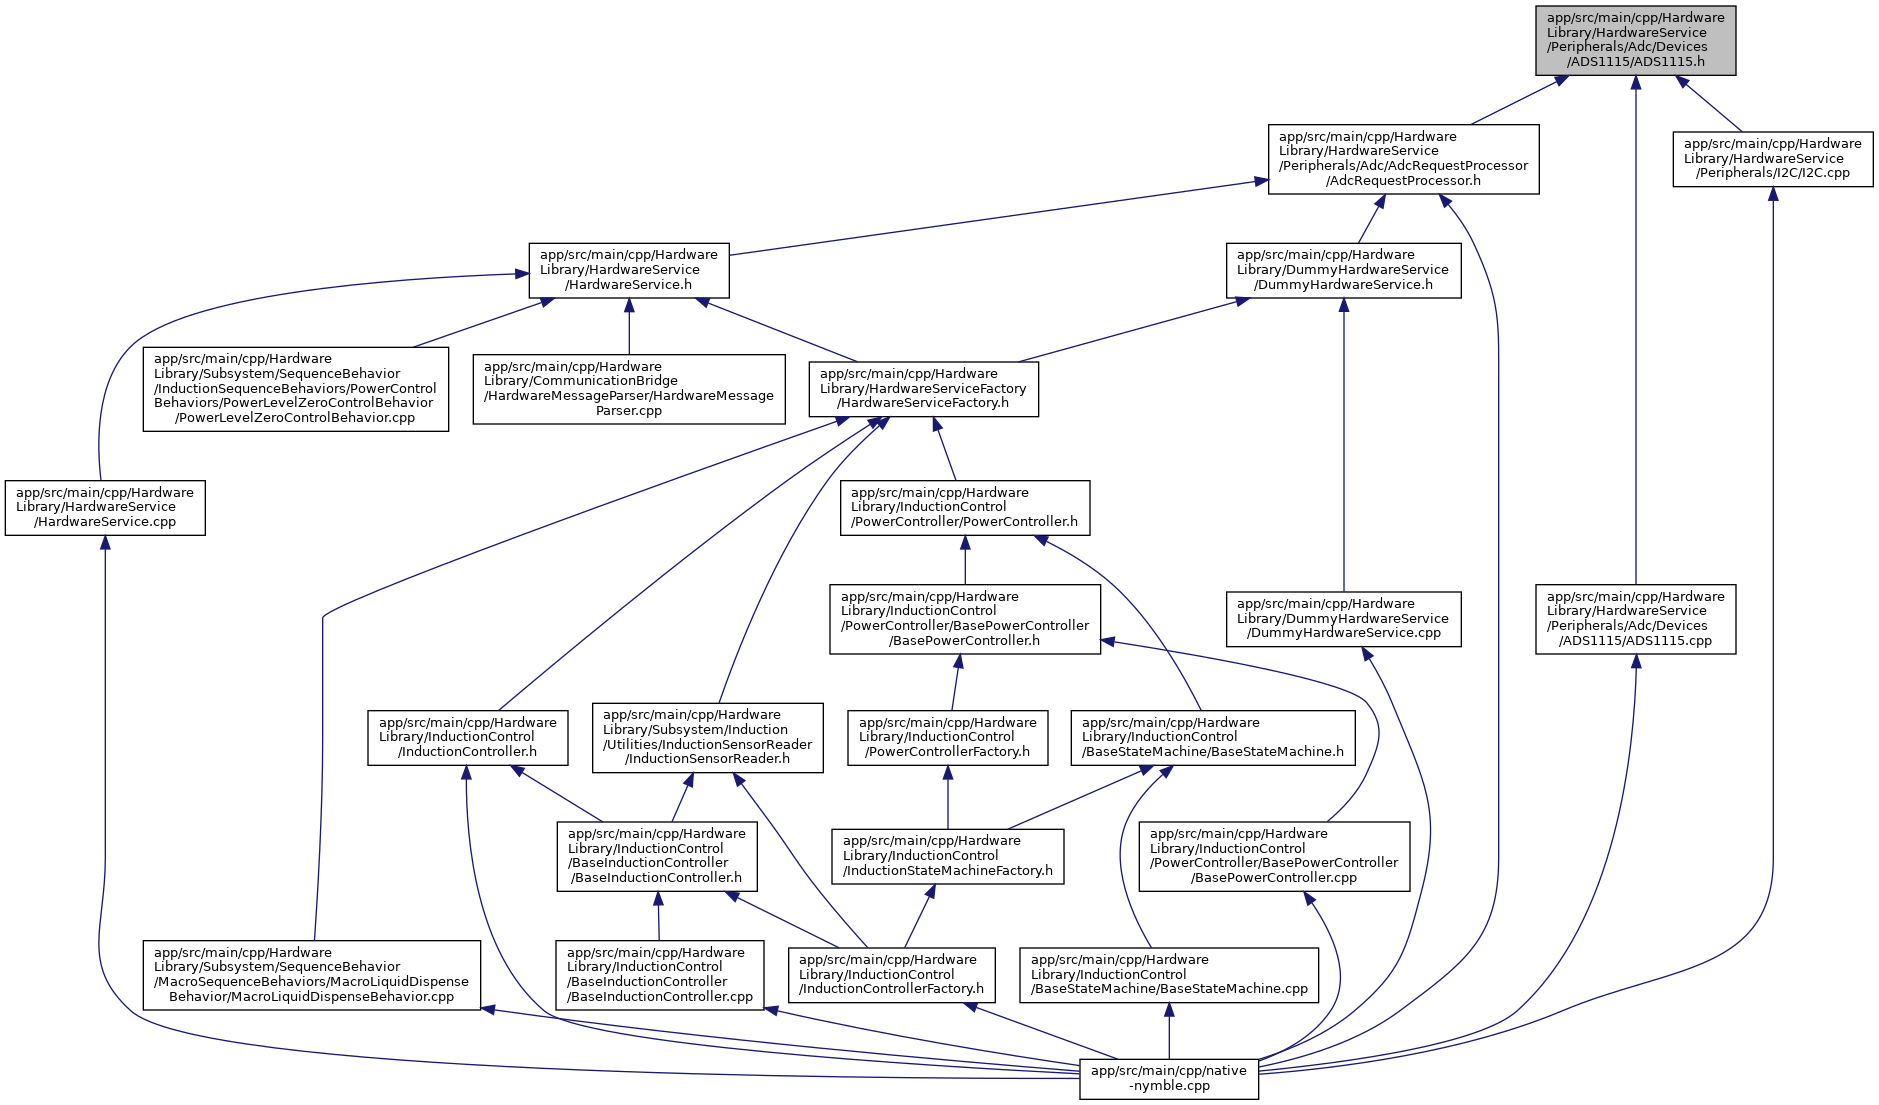 app/src/main/cpp/Hardware
Library/HardwareService
/Peripherals/Adc/Devices
/ADS1115/ADS1115.h
app/src/main/cpp/Hardware
Library/HardwareService
/Peripherals/Adc/AdcRequestProcessor
/AdcRequestProcessor.h
app/src/main/cpp/Hardware
Library/HardwareService
/Peripherals/I2C/I2C.cpp
app/src/main/cpp/Hardware
Library/HardwareService
/HardwareService.h
app/src/main/cpp/Hardware
Library/DummyHardwareService
/DummyHardwareService.h
app/src/main/cpp/Hardware
Library/Subsystem/SequenceBehavior
/InductionSequenceBehaviors/PowerControl
Behaviors/PowerLevelZeroControlBehavior
/PowerLevelZeroControlBehavior.cpp
app/src/main/cpp/Hardware
Library/CommunicationBridge
/HardwareMessageParser/HardwareMessage
Parser.cpp
app/src/main/cpp/Hardware
Library/HardwareServiceFactory
/HardwareServiceFactory.h
app/src/main/cpp/Hardware
Library/HardwareService
/HardwareService.cpp
app/src/main/cpp/Hardware
Library/InductionControl
/PowerController/PowerController.h
app/src/main/cpp/Hardware
Library/InductionControl
/PowerController/BasePowerController
/BasePowerController.h
app/src/main/cpp/Hardware
Library/DummyHardwareService
/DummyHardwareService.cpp
app/src/main/cpp/Hardware
Library/HardwareService
/Peripherals/Adc/Devices
/ADS1115/ADS1115.cpp
app/src/main/cpp/Hardware
Library/InductionControl
/InductionController.h
app/src/main/cpp/Hardware
Library/Subsystem/Induction
/Utilities/InductionSensorReader
/InductionSensorReader.h
app/src/main/cpp/Hardware
Library/InductionControl
/PowerControllerFactory.h
app/src/main/cpp/Hardware
Library/InductionControl
/BaseStateMachine/BaseStateMachine.h
app/src/main/cpp/Hardware
Library/InductionControl
/BaseInductionController
/BaseInductionController.h
app/src/main/cpp/Hardware
Library/InductionControl
/InductionStateMachineFactory.h
app/src/main/cpp/Hardware
Library/InductionControl
/PowerController/BasePowerController
/BasePowerController.cpp
app/src/main/cpp/Hardware
Library/Subsystem/SequenceBehavior
/MacroSequenceBehaviors/MacroLiquidDispense
Behavior/MacroLiquidDispenseBehavior.cpp
app/src/main/cpp/Hardware
Library/InductionControl
/BaseInductionController
/BaseInductionController.cpp
app/src/main/cpp/Hardware
Library/InductionControl
/InductionControllerFactory.h
app/src/main/cpp/Hardware
Library/InductionControl
/BaseStateMachine/BaseStateMachine.cpp
app/src/main/cpp/native
-nymble.cpp